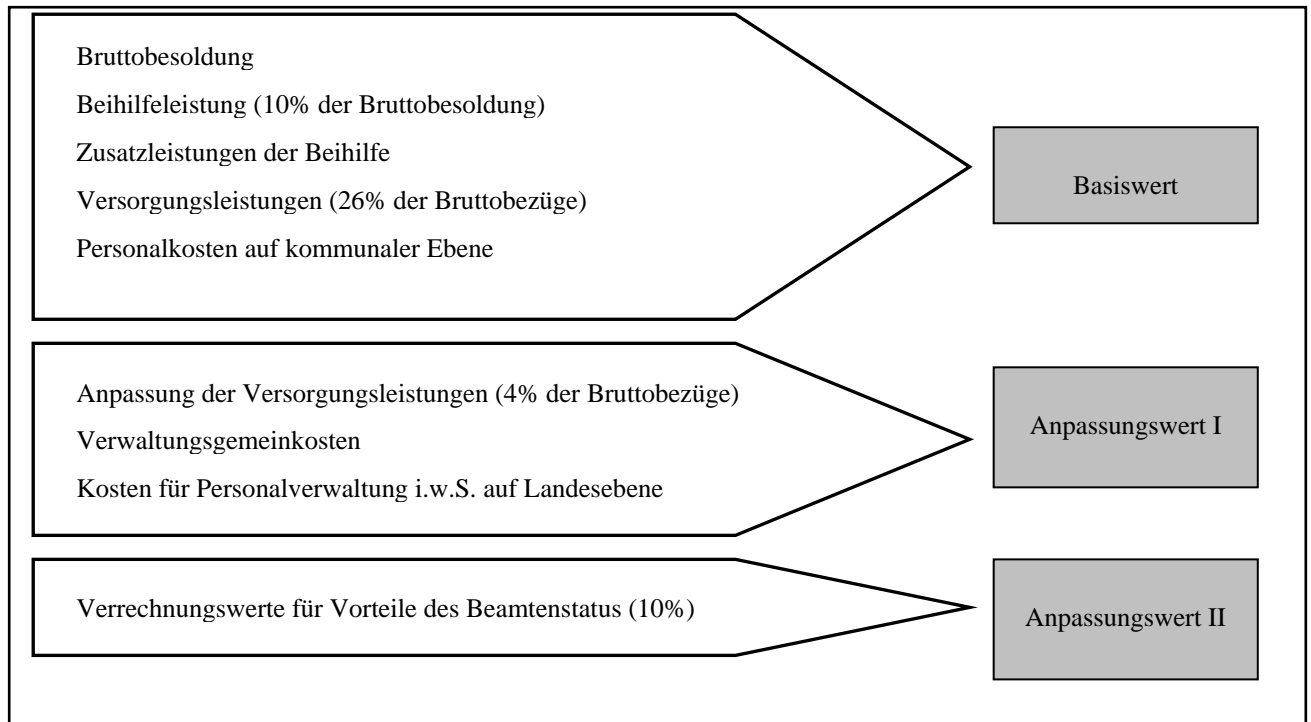 Bruttobesoldung
Beihilfeleistung (10% der Bruttobesoldung)
Zusatzleistungen der Beihilfe
Versorgungsleistungen (26% der Bruttobezüge)
Personalkosten auf kommunaler Ebene
Basiswert
Anpassung der Versorgungsleistungen (4% der Bruttobezüge)
Verwaltungsgemeinkosten
Kosten für Personalverwaltung i.w.S. auf Landesebene
Anpassungswert I
Verrechnungswerte für Vorteile des Beamtenstatus (10%)
Anpassungswert II